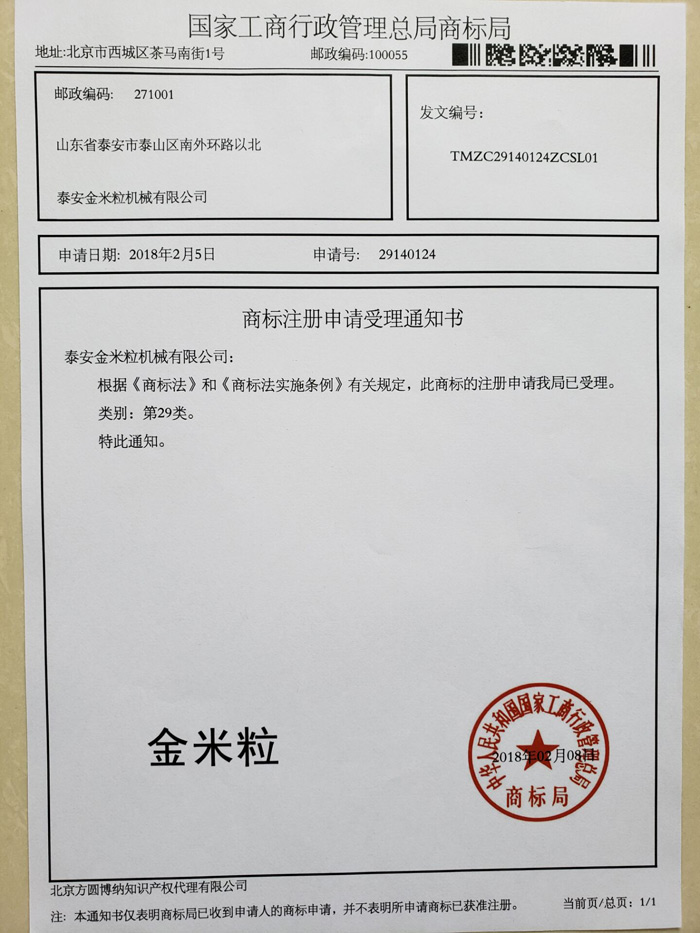 国家工商行政管理总局商标局
地址:北京市西城区茶马南街1号
邮政编码:100055
邮政编码: 271001
山东省泰安市泰山区南外环路以北
泰安金米粒机械有限公司
发文编号：
TMZC29140124ZCSL01
申请日期: 2018年2月5日
申请号: 29140124
商标注册申请受理通知书
泰安金米粒机械有限公司:
根据《商标法》和《商标法实施条例》有关规定，此商标的注册申请我局已受理。
类别：第29类。
特此通知。
金米粒
中华人民共和国国家工商行政管理总局
2018年02月08日
商标局
北京方圆博纳知识产权代理有限公司
注: 本通知书仅表明商标局已收到申请人的商标申请，并不表明所申请商标已获准注册。
当前页/总页：1/1